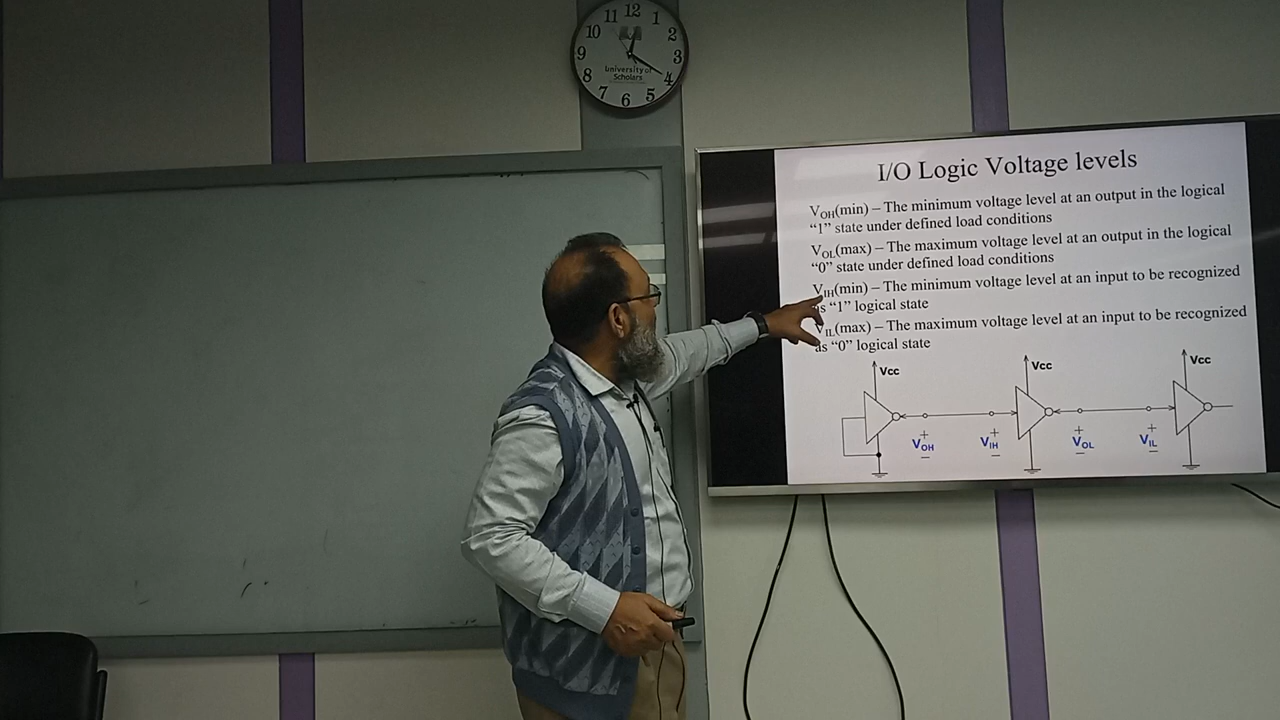 12
11 1
10 2
9 3
University of
Scholars
8 4
7 5
6
I/O Logic Voltage levels
VOH(min) – The minimum voltage level at an output in the logical
“1” state under defined load conditions
VOL(max) – The maximum voltage level at an output in the logical
“0” state under defined load conditions
VIH(min) – The minimum voltage level at an input to be recognized
as “1” logical state
VIL(max) – The maximum voltage level at an input to be recognized
as “0” logical state
Vcc Vcc Vcc
+ + + +
VOH VIH VOL VIL
– – – –